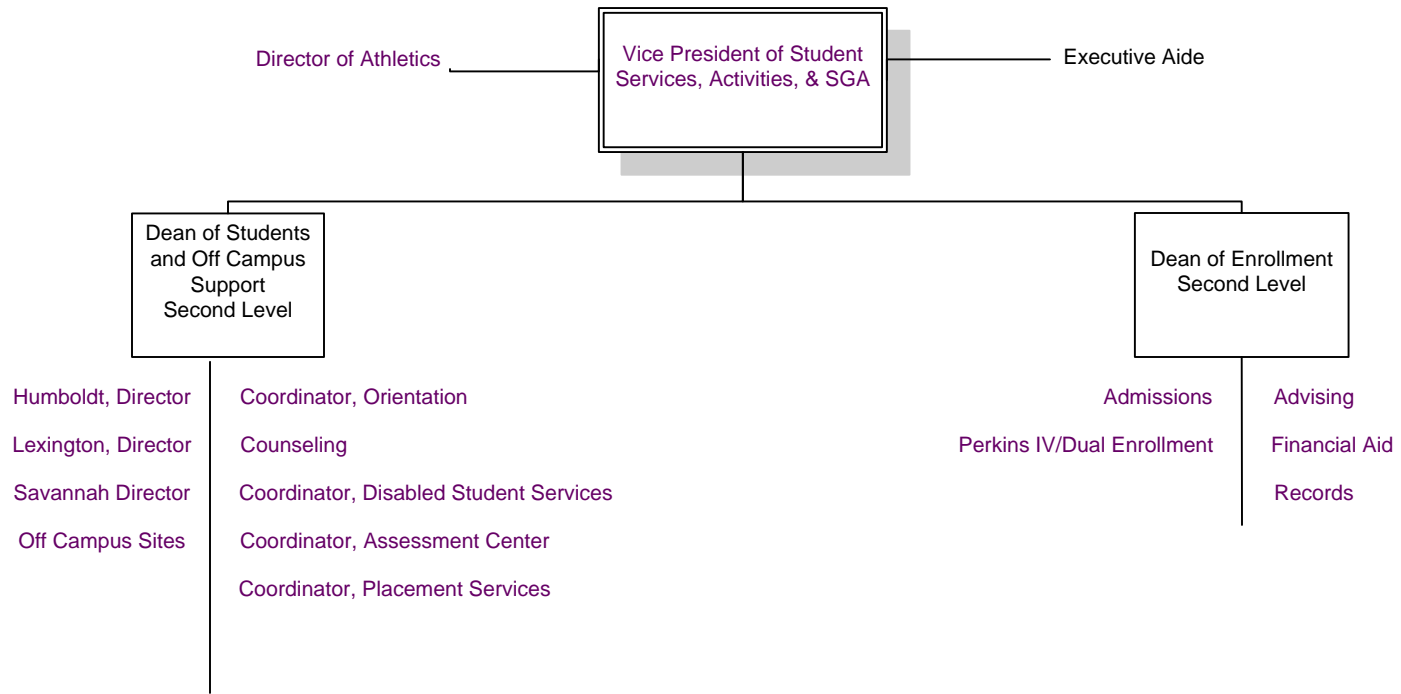 Director of Athletics
Vice President of Student
Services, Activities, & SGA
Executive Aide
Dean of Students
and Off Campus
Support
Second Level
Dean of Enrollment
Second Level
Humboldt, Director
Coordinator, Orientation
Lexington, Director
Counseling
Savannah Director
Coordinator, Disabled Student Services
Off Campus Sites
Coordinator, Assessment Center
Coordinator, Placement Services
Admissions
Advising
Perkins IV/Dual Enrollment
Financial Aid
Records